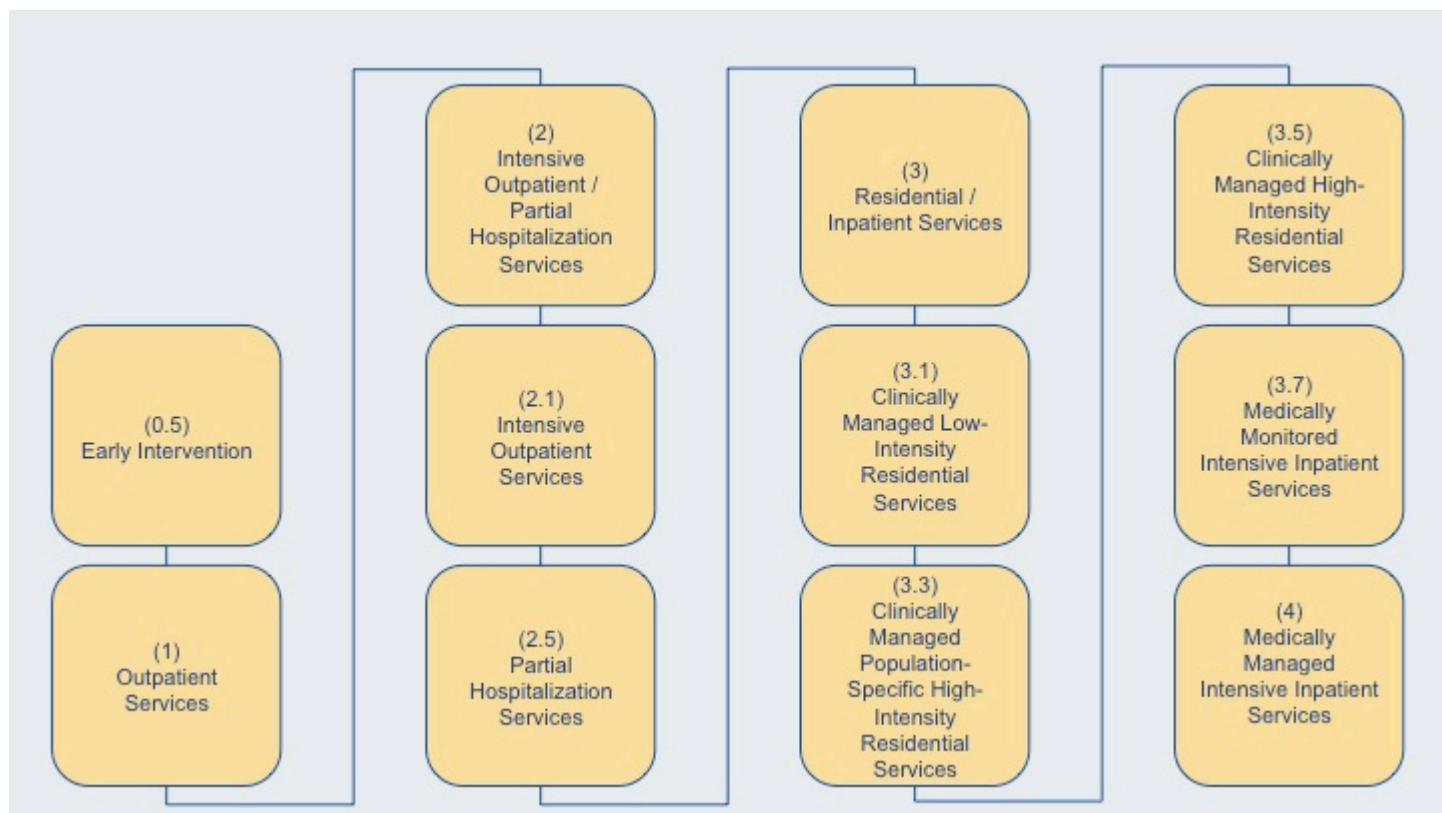 (0.5)
Early Intervention
(1)
Outpatient
Services
(2)
Intensive
Outpatient /
Partial
Hospitalization
Services
(2.1)
Intensive
Outpatient
Services
(2.5)
Partial
Hospitalization
Services
(3)
Residential /
Inpatient Services
(3.1)
Clinically
Managed Low-
Intensity
Residential
Services
(3.3)
Clinically
Managed
Population-
Specific High-
Intensity
Residential
Services
(3.5)
Clinically
Managed High-
Intensity
Residential
Services
(3.7)
Medically
Monitored
Intensive Inpatient
Services
(4)
Medically
Managed
Intensive Inpatient
Services